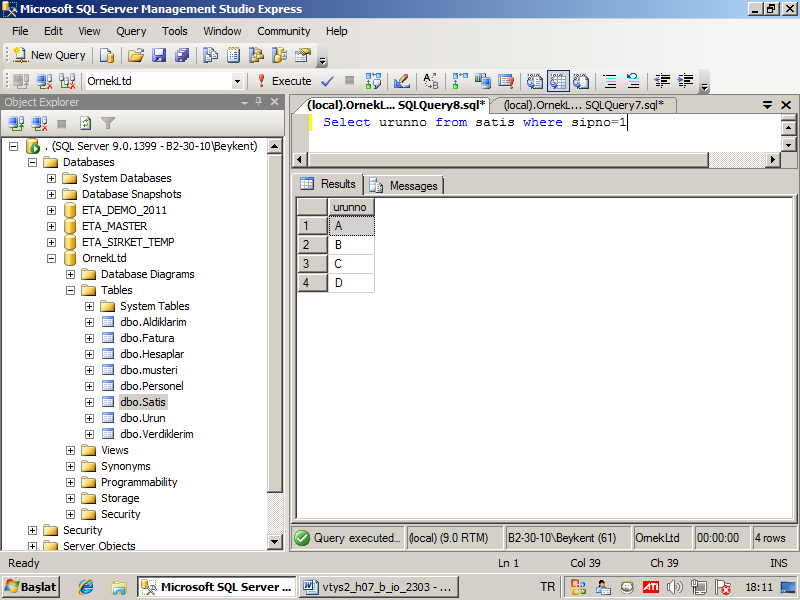 Microsoft SQL Server Management Studio Express
File Edit View Query Tools Window Community Help
New Query
OrnekLtd Execute
Object Explorer
(local).OrnekL... SQLQuery8.sql* (local).OrnekL... SQLQuery7.sql*
Select urunno from satis where sipno=1
. (SQL Server 9.0.1399 - B2-30-10\Beykent)
Databases
System Databases
Database Snapshots
ETA_DEMO_2011
ETA_MASTER
ETA_SIRKET_TEMP
OrnekLtd
Database Diagrams
Tables
System Tables
dbo.Aldiklarim
dbo.Fatura
dbo.Hesaplar
dbo.musteri
dbo.Personel
dbo.Satis
dbo.Urun
dbo.Verdiklerim
Views
Synonyms
Programmability
Storage
Security
Security
Server Objects
Results Messages
urunno
1 A
2 B
3 C
4 D
Query executed... (local) (9.0 RTM) B2-30-10\Beykent (61) OrnekLtd 00:00:00 4 rows
Ready Ln 1 Col 39 Ch 39 INS
Başlat Microsoft SQL Server ... vtys2_h07_b_io_2303 - ... TR ATI 18:11